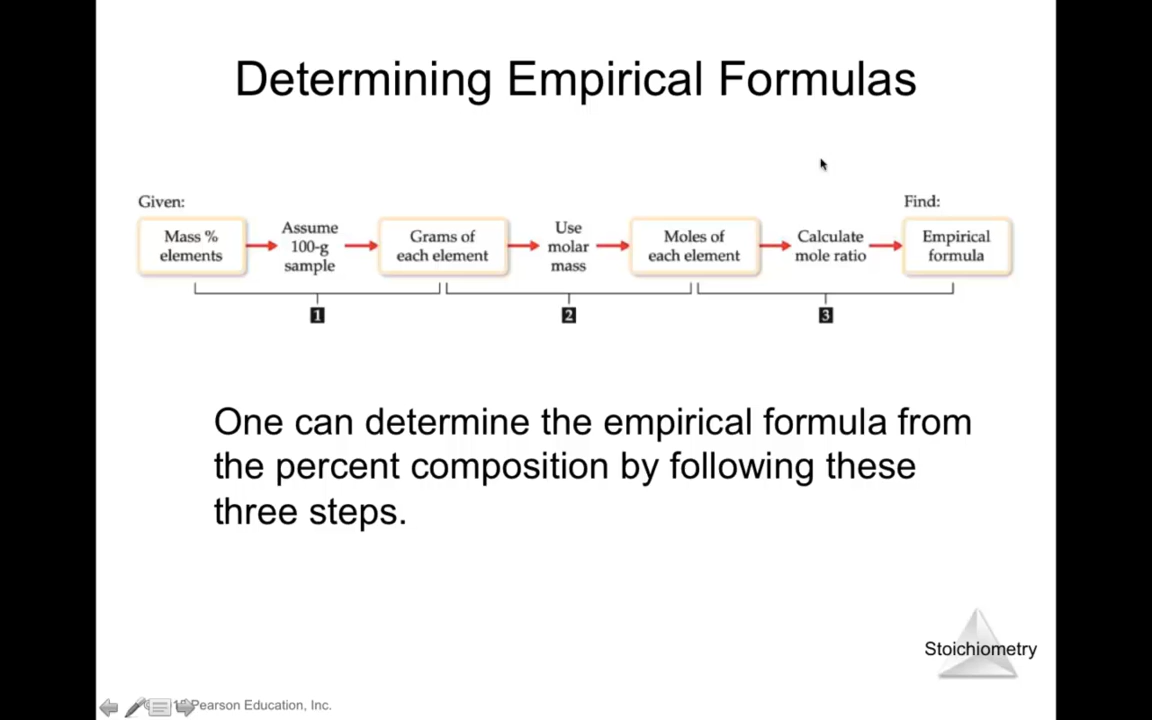 Determining Empirical Formulas
Given:
Find:
Mass %
elements
Assume
100-g
sample
Grams of
each element
Use
molar
mass
Moles of
each element
Calculate
mole ratio
Empirical
formula
1
2
3
One can determine the empirical formula from
the percent composition by following these
three steps.
Stoichiometry
Pearson Education, Inc.